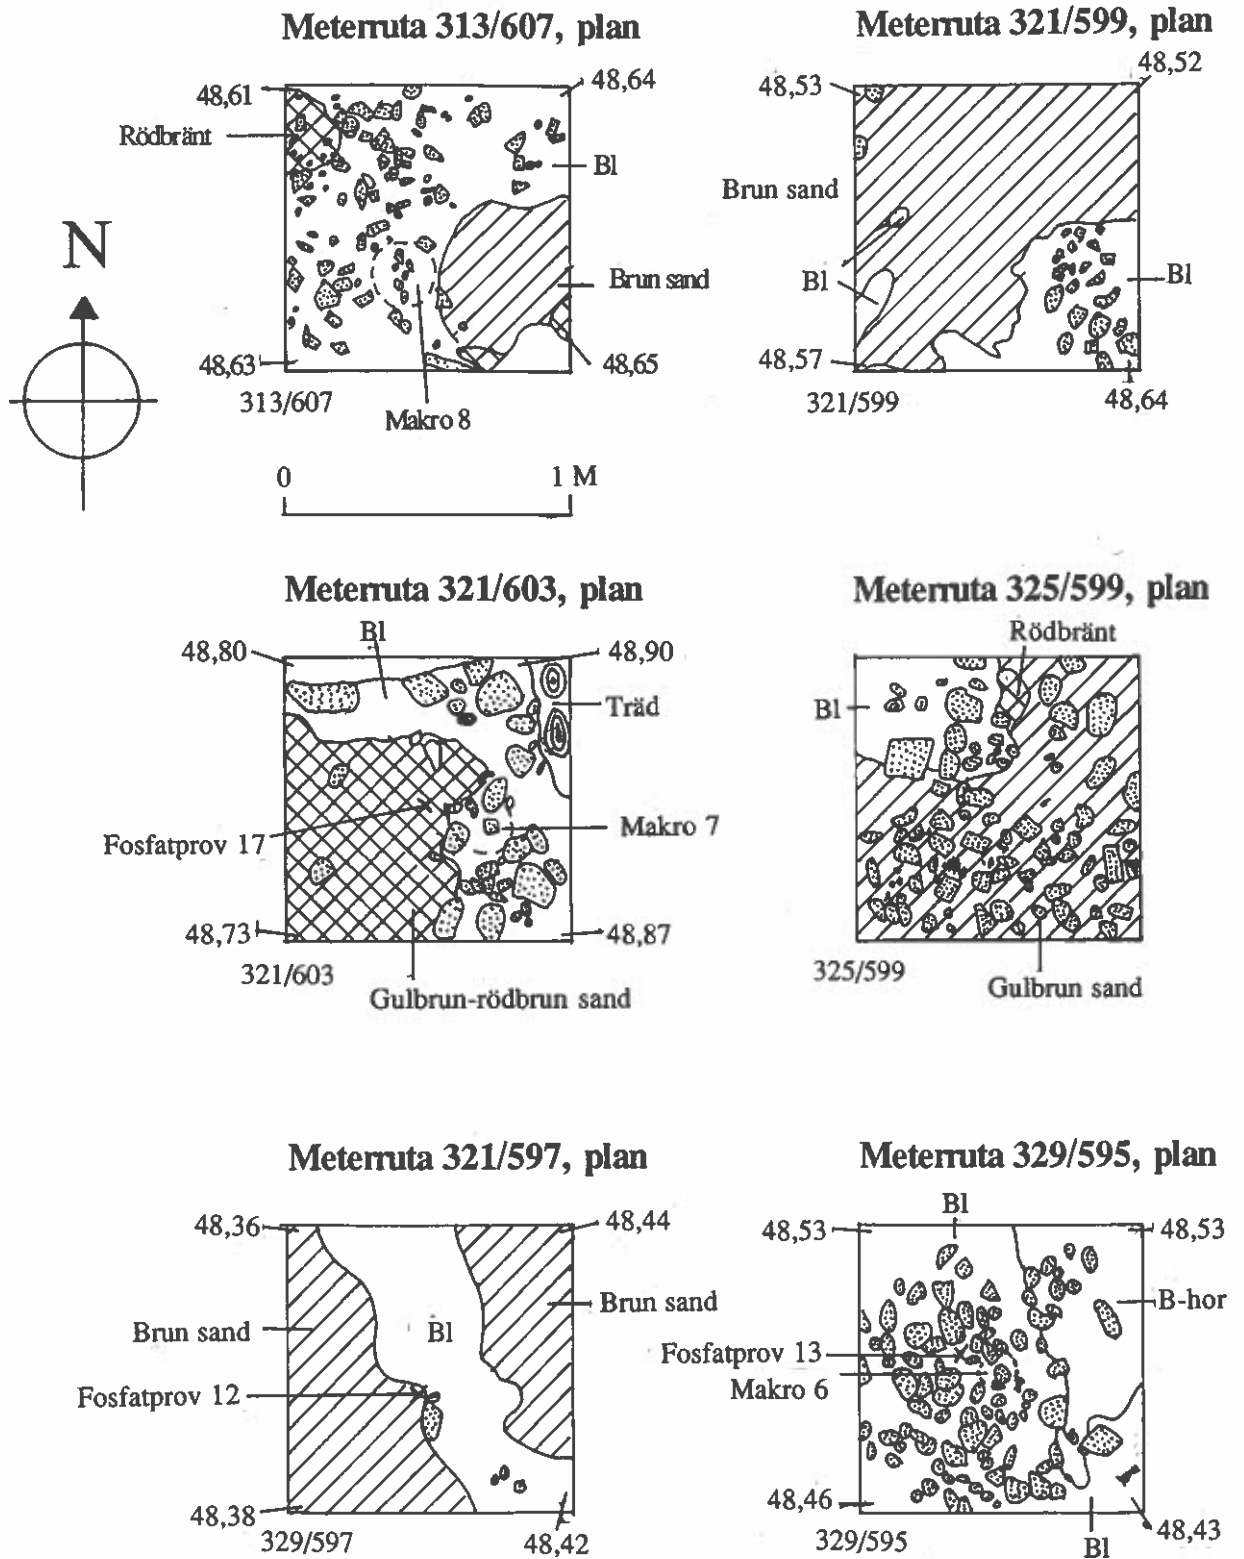 Meterruta 313/607, plan
48,61
48,64
Rödbränt
Bl
Brun sand
48,63
48,65
313/607
Makro 8
Meterruta 321/599, plan
48,53
48,52
Brun sand
Bl
Bl
48,57
321/599
48,64
N
0 1 M
Meterruta 321/603, plan
Bl
48,80
48,90
Träd
Fosfatprov 17
Makro 7
48,73
48,87
321/603
Gulbrun-rödbrun sand
Meterruta 325/599, plan
Rödbränt
Bl
325/599
Gulbrun sand
Meterruta 321/597, plan
48,36
48,44
Brun sand
Brun sand
Bl
Fosfatprov 12
48,38
329/597
48,42
Meterruta 329/595, plan
Bl
48,53
48,53
B-hor
Fosfatprov 13
Makro 6
48,46
329/595
Bl
48,43